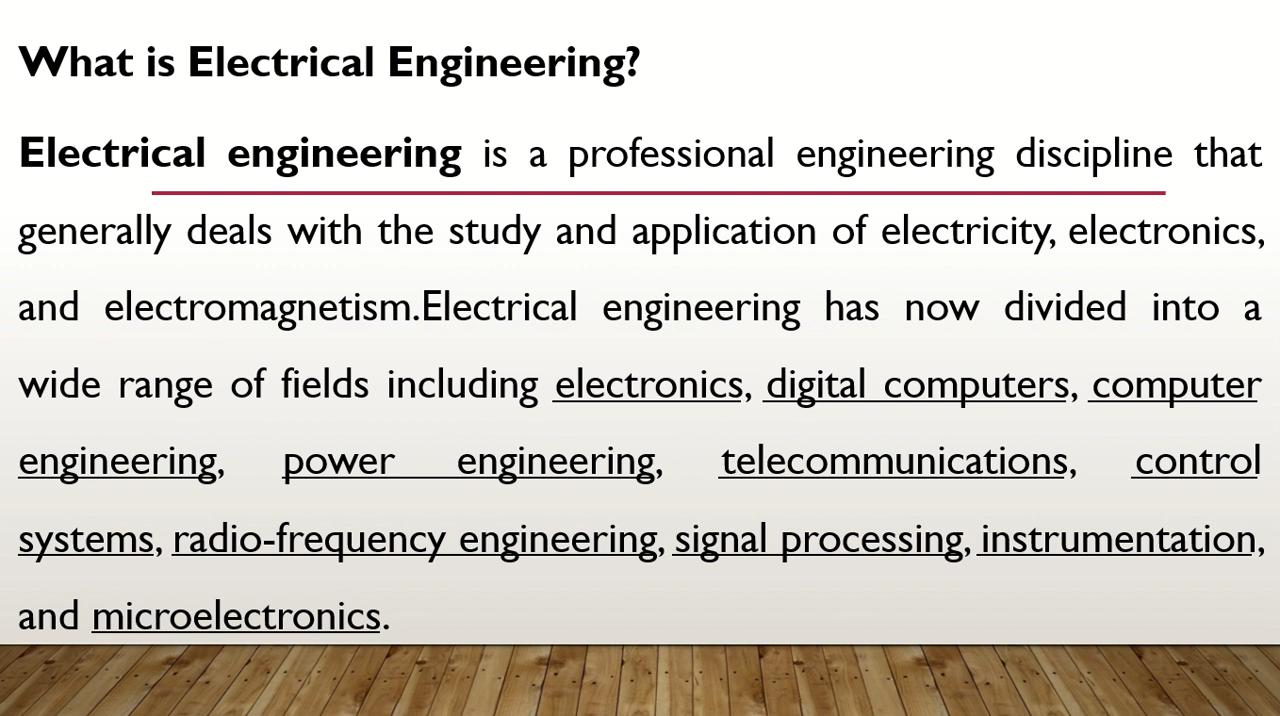 What is Electrical Engineering?
Electrical engineering is a professional engineering discipline that
generally deals with the study and application of electricity, electronics,
and electromagnetism.Electrical engineering has now divided into a
wide range of fields including electronics, digital computers, computer
engineering, power engineering, telecommunications, control
systems, radio-frequency engineering, signal processing, instrumentation,
and microelectronics.